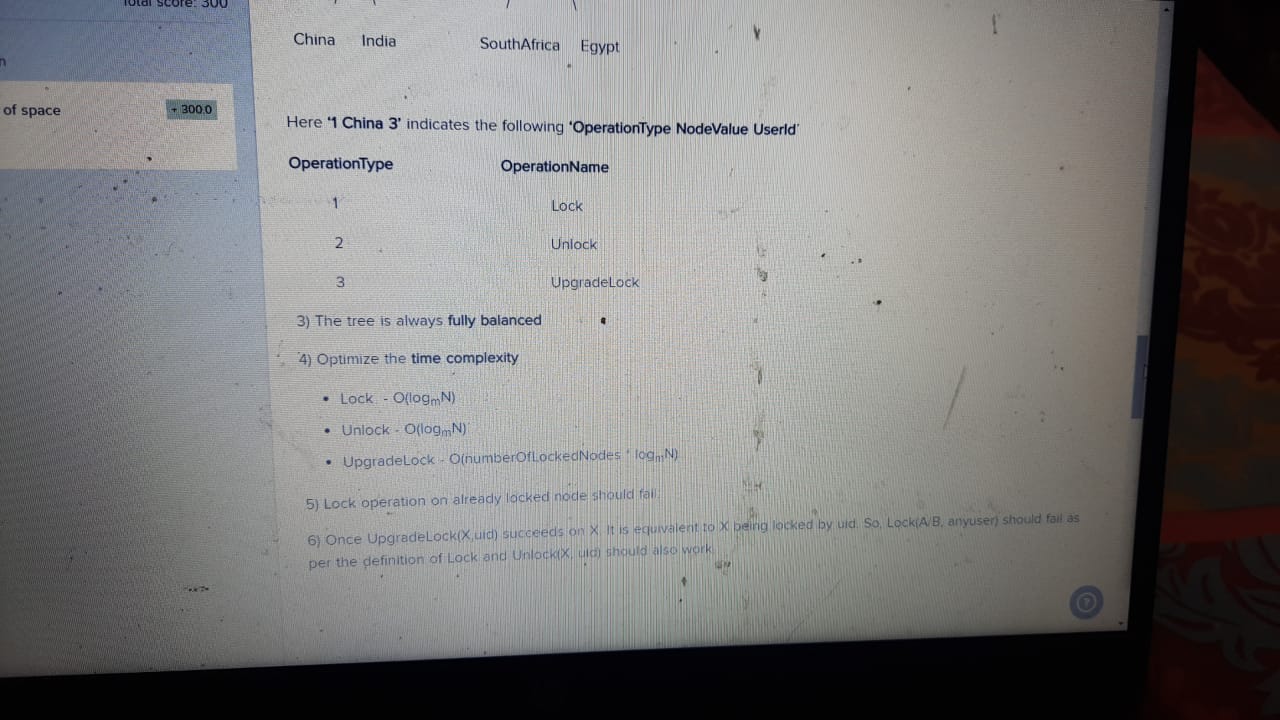 Total score: 300
n
of space
+ 300.0
China India SouthAfrica Egypt
Here '1 China 3' indicates the following 'OperationType NodeValue UserId'
OperationType OperationName
1 Lock
2 Unlock
3 UpgradeLock
3) The tree is always fully balanced
4) Optimize the time complexity
• Lock - O(logₘN)
• Unlock - O(logₘN)
• UpgradeLock - O(numberOfLockedNodes * logₘN)
5) Lock operation on already locked node should fail.
6) Once UpgradeLock(X,uid) succeeds on X. It is equivalent to X being locked by uid. So, Lock(A/B, anyuser) should fail as
per the definition of Lock and Unlock(X, uid) should also work.
?